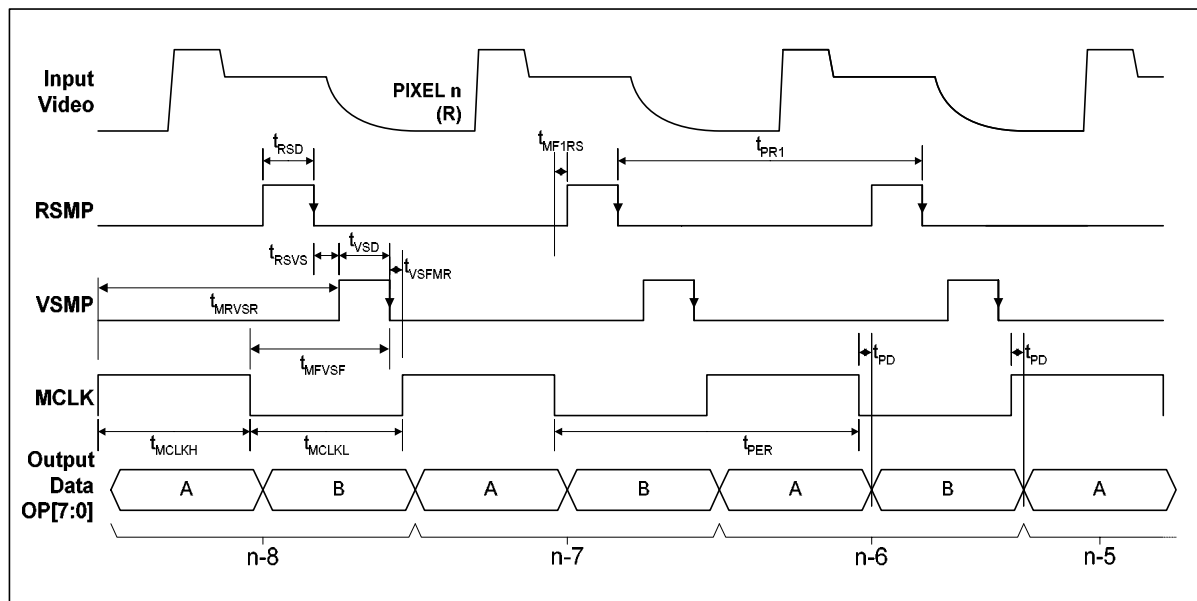 Input
Video
PIXEL n
(R)
tRSD
tMF1RS
tPR1
RSMP
tRSVS
tVSD
tVSFMR
VSMP
tMRVSR
tMFVSF
tPD
tPD
MCLK
tMCLKH
tMCLKL
tPER
Output
Data
OP[7:0]
A
B
A
B
A
B
A
n-8
n-7
n-6
n-5